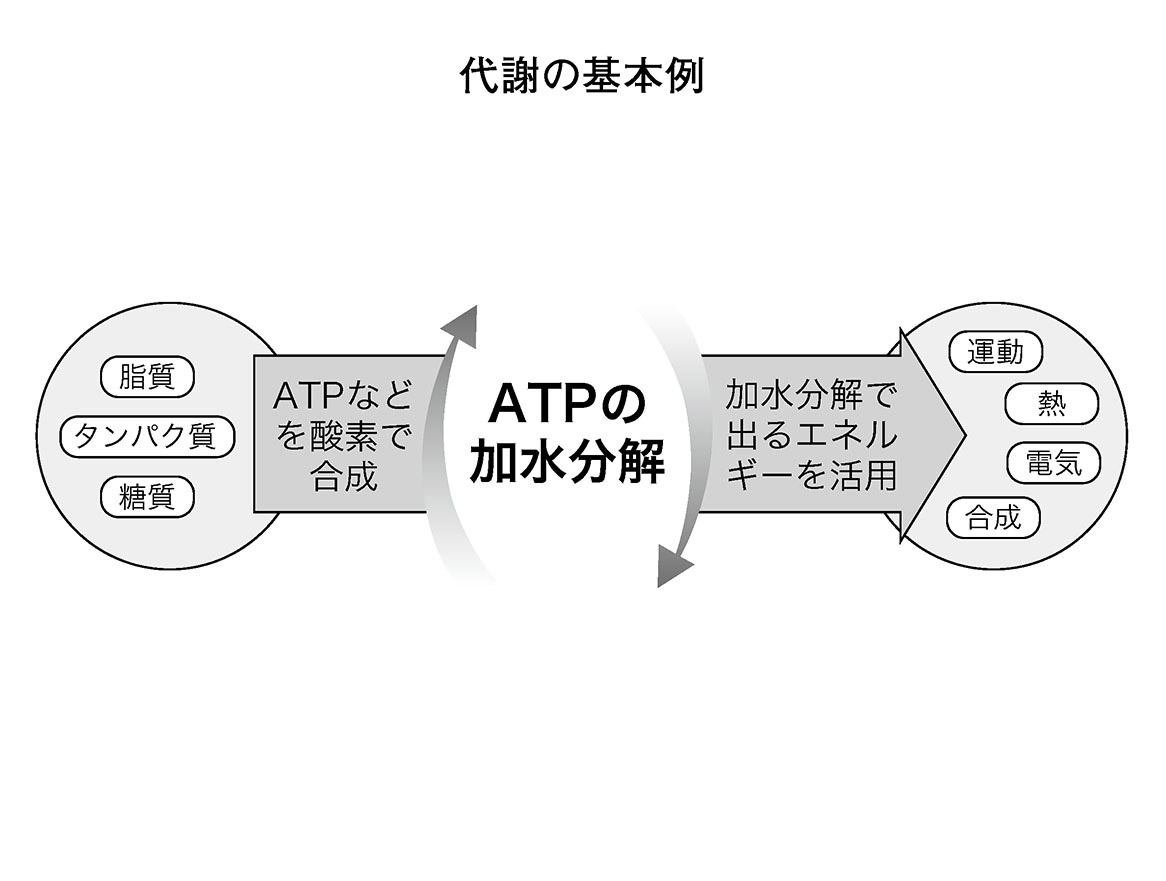 代謝の基本例
脂質
タンパク質
糖質
ATPなど
を酸素で
合成
ATPの
加水分解
加水分解で
出るエネル
ギーを活用
運動
熱
電気
合成